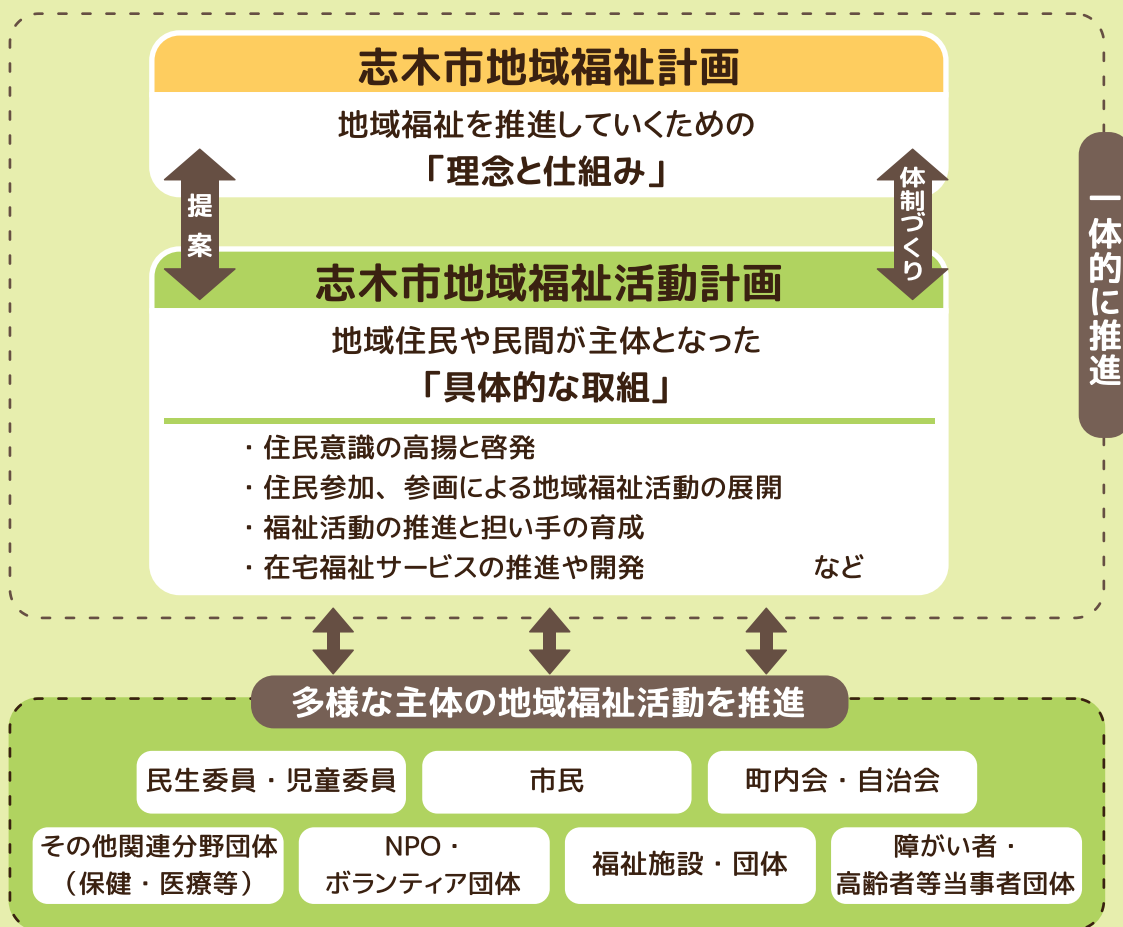 志木市地域福祉計画
地域福祉を推進していくための
「理念と仕組み」
提案
体制づくり
一体的に推進
志木市地域福祉活動計画
地域住民や民間が主体となった
「具体的な取組」
・住民意識の高揚と啓発
・住民参加、参画による地域福祉活動の展開
・福祉活動の推進と担い手の育成
・在宅福祉サービスの推進や開発 など
多様な主体の地域福祉活動を推進
民生委員・児童委員
市民
町内会・自治会
その他関連分野団体
（保健・医療等）
NPO・
ボランティア団体
福祉施設・団体
障がい者・
高齢者等当事者団体